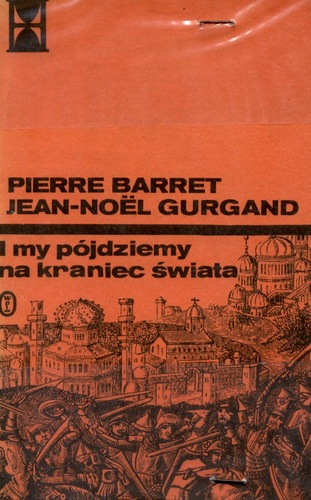 PIERRE BARRET
JEAN-NOËL GURGAND
I my pójdziemy
na kraniec świata